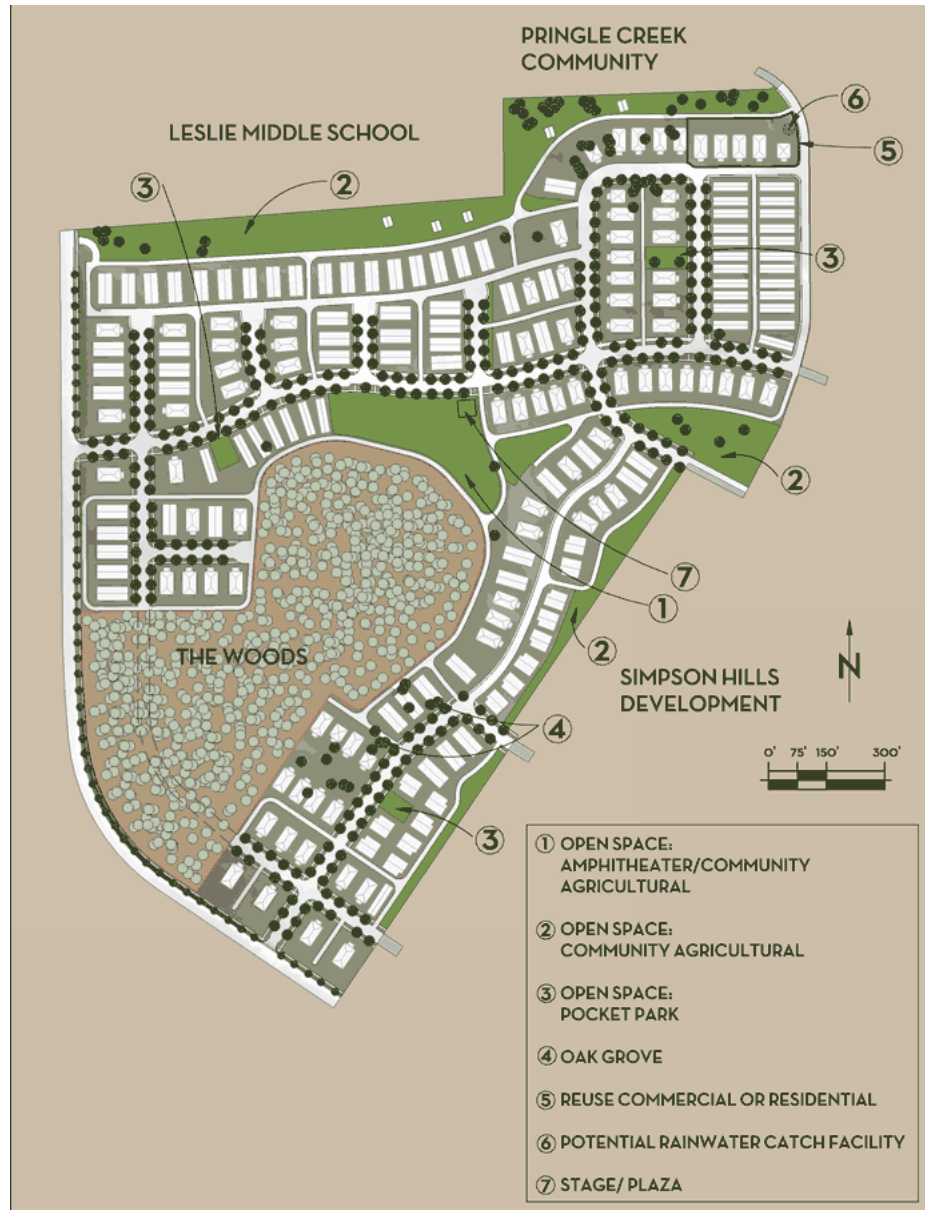 PRINGLE CREEK
COMMUNITY
6
LESLIE MIDDLE SCHOOL
5
3
2
3
2
7
1
THE WOODS
2
SIMPSON HILLS
DEVELOPMENT
N
4
0' 75' 150' 300'
3
1 OPEN SPACE:
AMPHITHEATER/COMMUNITY
AGRICULTURAL
2 OPEN SPACE:
COMMUNITY AGRICULTURAL
3 OPEN SPACE:
POCKET PARK
4 OAK GROVE
5 REUSE COMMERCIAL OR RESIDENTIAL
6 POTENTIAL RAINWATER CATCH FACILITY
7 STAGE/ PLAZA